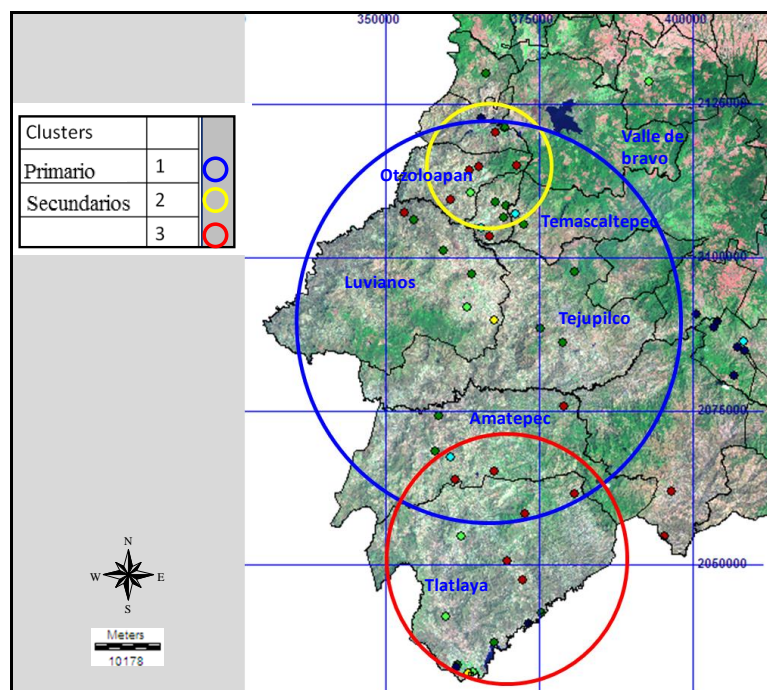 350000 375000 400000
2126000
Clusters
Primario 1
Secundarios 2
3
Valle de
bravo
Otzoloapan
Temascaltepec
2100000
Luvianos
Tejupilco
2075000
Amatepec
2050000
Tlatlaya
N
W E
S
Meters
10178